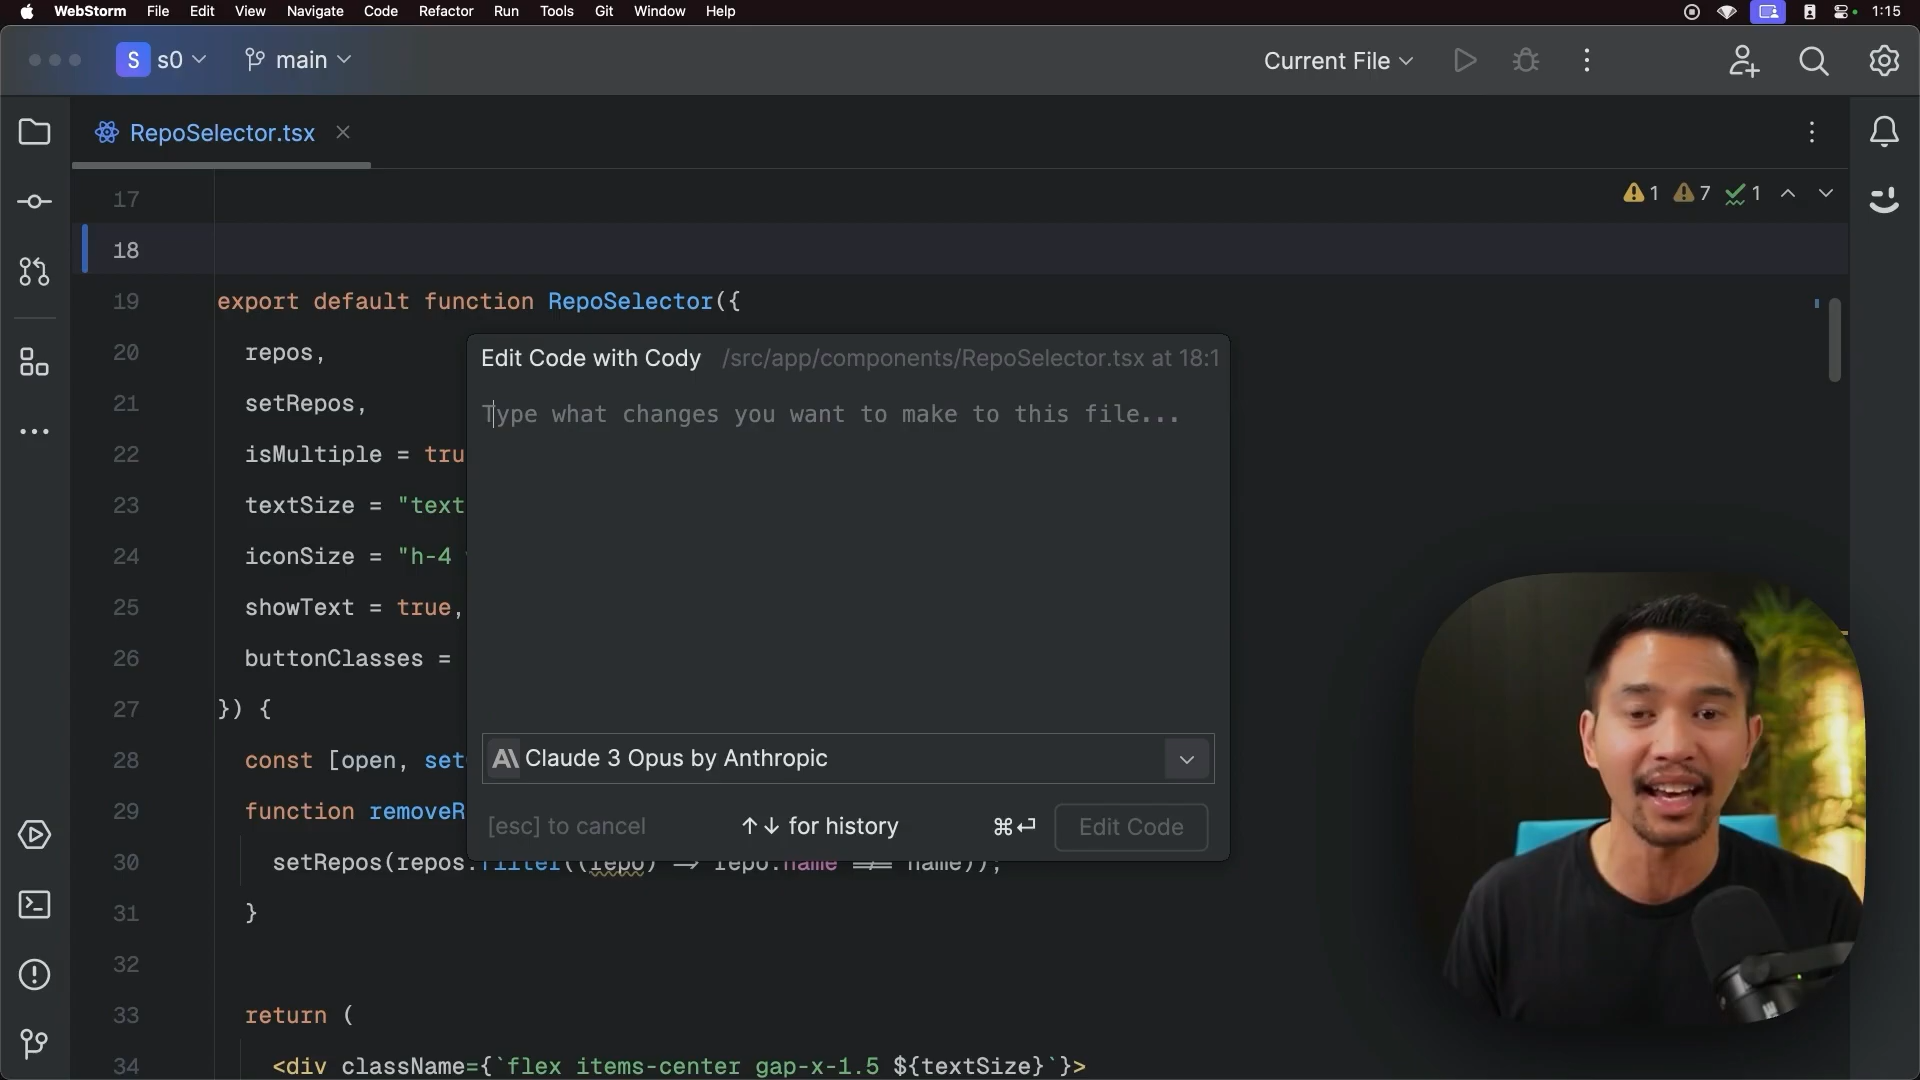 WebStorm File Edit View Navigate Code Refactor Run Tools Git Window Help 1:15
S s0 main Current File
RepoSelector.tsx ×
17 1 7 1
18
19 export default function RepoSelector({
20 repos,
21 setRepos,
22 isMultiple = tru
23 textSize = "text
24 iconSize = "h-4
25 showText = true,
26 buttonClasses =
27 }) {
28 const [open, set
29 function removeR
30 setRepos(repos.filter((repo) => repo.name !== name));
31 }
32
33 return (
34 <div className={`flex items-center gap-x-1.5 ${textSize}`}>
Edit Code with Cody /src/app/components/RepoSelector.tsx at 18:1
Type what changes you want to make to this file...
A\ Claude 3 Opus by Anthropic
[esc] to cancel ↑↓ for history ⌘⏎ Edit Code